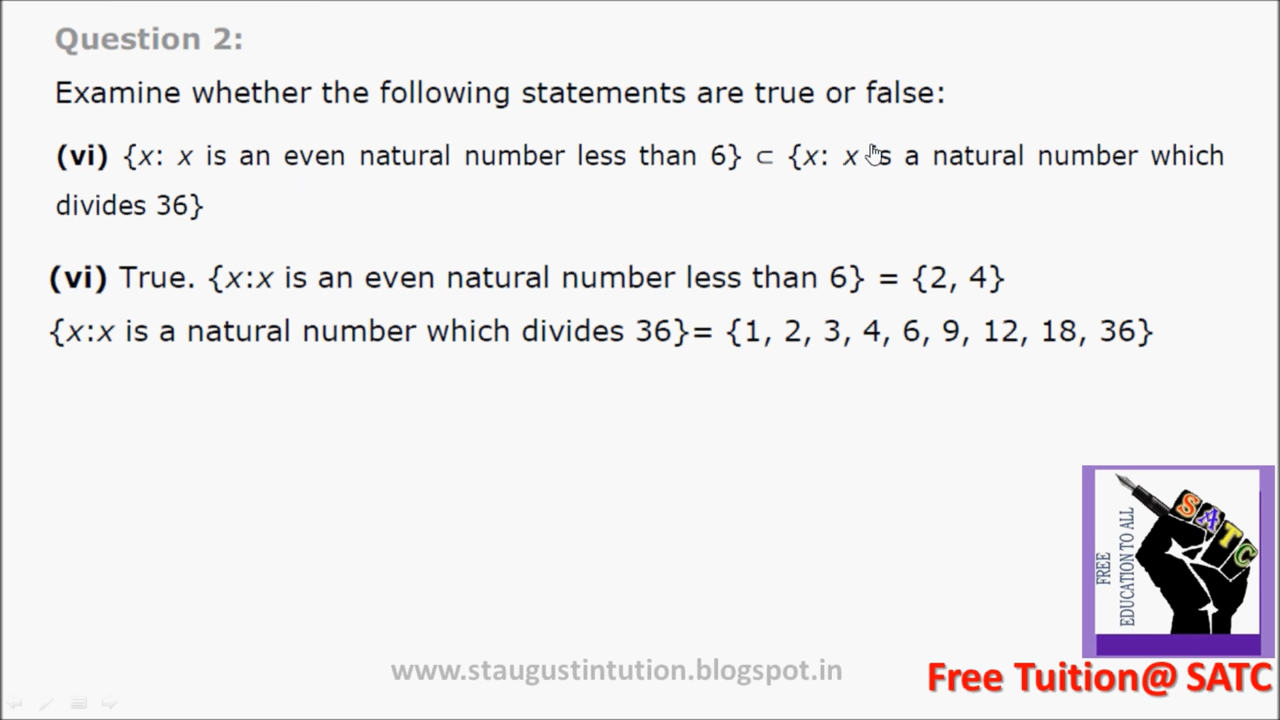 Question 2:
Examine whether the following statements are true or false:
(vi) {x: x is an even natural number less than 6} ⊂ {x: x is a natural number which
divides 36}
(vi) True. {x:x is an even natural number less than 6} = {2, 4}
{x:x is a natural number which divides 36}= {1, 2, 3, 4, 6, 9, 12, 18, 36}
SATC
FREE
EDUCATION TO ALL
www.staugustintution.blogspot.in
Free Tuition@ SATC